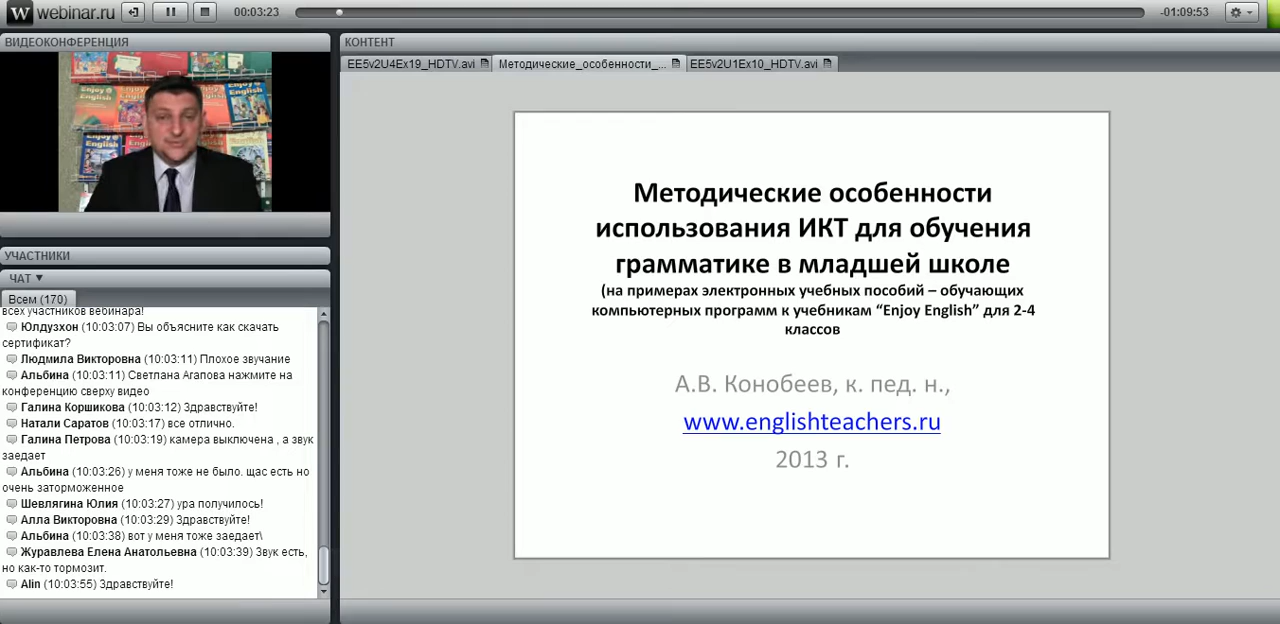 W webinar.ru
00:03:23
-01:09:53
ВИДЕОКОНФЕРЕНЦИЯ
Enjoy English
УЧАСТНИКИ
ЧАТ ▼
Всем (170)
всех участников вебинара!
Юлдузхон (10:03:07) Вы объясните как скачать
сертификат?
Людмила Викторовна (10:03:11) Плохое звучание
Альбина (10:03:11) Светлана Агапова нажмите на
конференцию сверху видео
Галина Коршикова (10:03:12) Здравствуйте!
Натали Саратов (10:03:17) все отлично.
Галина Петрова (10:03:19) камера выключена , а звук
заедает
Альбина (10:03:26) у меня тоже не было. щас есть но
очень заторможенное
Шевлягина Юлия (10:03:27) ура получилось!
Алла Викторовна (10:03:29) Здравствуйте!
Альбина (10:03:38) вот у меня тоже заедает\
Журавлева Елена Анатольевна (10:03:39) Звук есть,
но как-то тормозит.
Alin (10:03:55) Здравствуйте!
КОНТЕНТ
EE5v2U4Ex19_HDTV.avi
Методические_особенности_...
EE5v2U1Ex10_HDTV.avi
Методические особенности
использования ИКТ для обучения
грамматике в младшей школе
(на примерах электронных учебных пособий – обучающих
компьютерных программ к учебникам “Enjoy English” для 2-4
классов
А.В. Конобеев, к. пед. н.,
www.englishteachers.ru
2013 г.